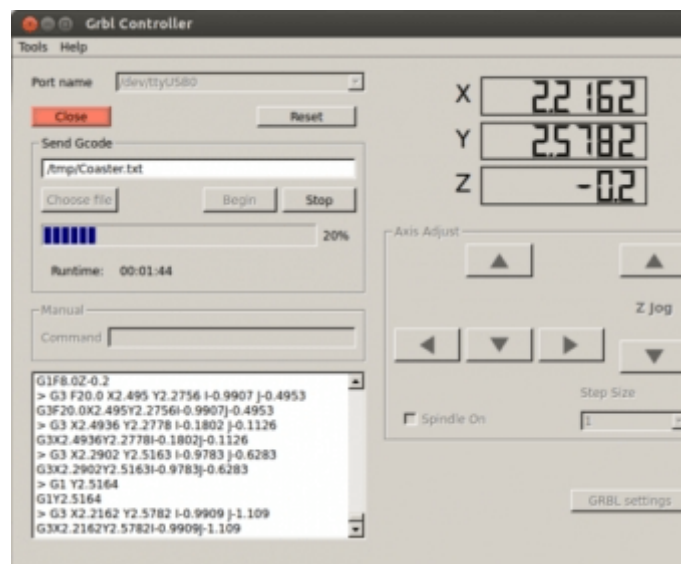 Grbl Controller
Tools Help
Port name /dev/ttyUSB0
Close Reset
Send Gcode
/tmp/Coaster.txt
Choose file Begin Stop
20%
Runtime: 00:01:44
Manual
Command
G1F8.0Z-0.2
> G3 F20.0 X2.495 Y2.2756 I-0.9907 J-0.4953
G3F20.0X2.495Y2.2756I-0.9907J-0.4953
> G3 X2.4936 Y2.2778 I-0.1802 J-0.1126
G3X2.4936Y2.2778I-0.1802J-0.1126
> G3 X2.2902 Y2.5163 I-0.9783 J-0.6283
G3X2.2902Y2.5163I-0.9783J-0.6283
> G1 Y2.5164
G1Y2.5164
> G3 X2.2162 Y2.5782 I-0.9909 J-1.109
G3X2.2162Y2.5782I-0.9909J-1.109
X 2.2162
Y 2.5782
Z -0.2
Axis Adjust
Z Jog
Step Size
Spindle On 1
GRBL settings